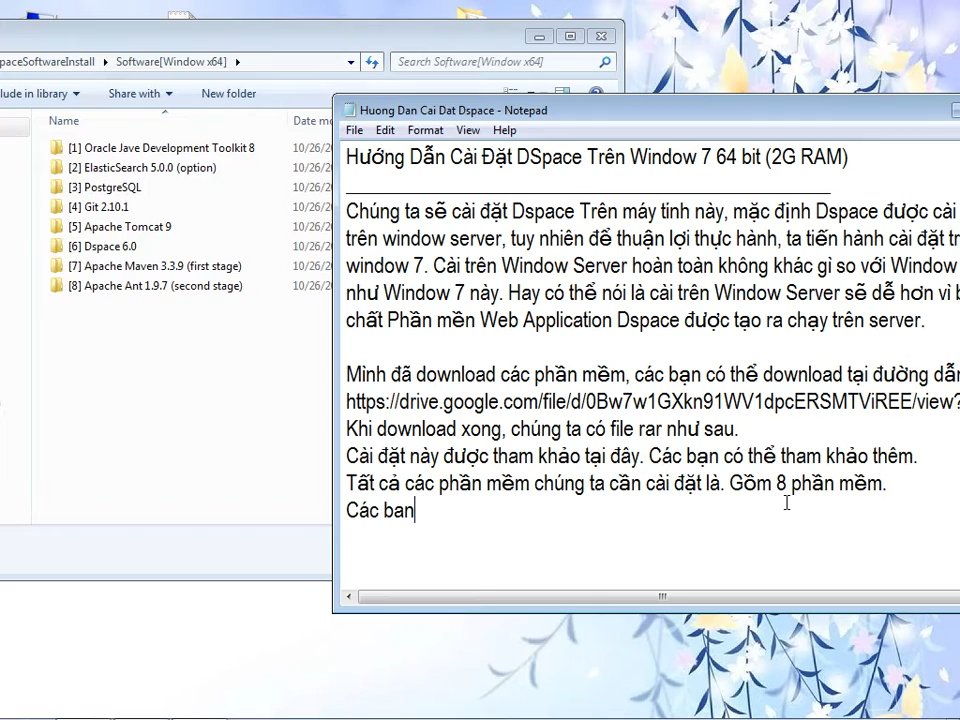 paceSoftwareInstall
Software[Window x64]
Search Software[Window x64]
lude in library
Share with
New folder
Name
Date mo
[1] Oracle Jave Development Toolkit 8
10/26/20
[2] ElasticSearch 5.0.0 (option)
10/26/20
[3] PostgreSQL
10/26/20
[4] Git 2.10.1
10/26/20
[5] Apache Tomcat 9
10/26/20
[6] Dspace 6.0
10/26/20
[7] Apache Maven 3.3.9 (first stage)
10/26/20
[8] Apache Ant 1.9.7 (second stage)
10/26/20
Huong Dan Cai Dat Dspace - Notepad
File Edit Format View Help
Hướng Dẫn Cài Đặt DSpace Trên Window 7 64 bit (2G RAM)
Chúng ta sẽ cài đặt Dspace Trên máy tính này, mặc định Dspace được cài
trên window server, tuy nhiên để thuận lợi thực hành, ta tiến hành cài đặt tr
window 7. Cài trên Window Server hoàn toàn không khác gì so với Window
như Window 7 này. Hay có thể nói là cài trên Window Server sẽ dễ hơn vì b
chất Phần mền Web Application Dspace được tạo ra chạy trên server.
Mình đã download các phần mềm, các bạn có thể download tại đường dẫn
https://drive.google.com/file/d/0Bw7w1GXkn91WV1dpcERSMTViREE/view?
Khi download xong, chúng ta có file rar như sau.
Cài đặt này được tham khảo tại đây. Các bạn có thể tham khảo thêm.
Tất cả các phần mềm chúng ta cần cài đặt là. Gồm 8 phần mềm.
Các ban